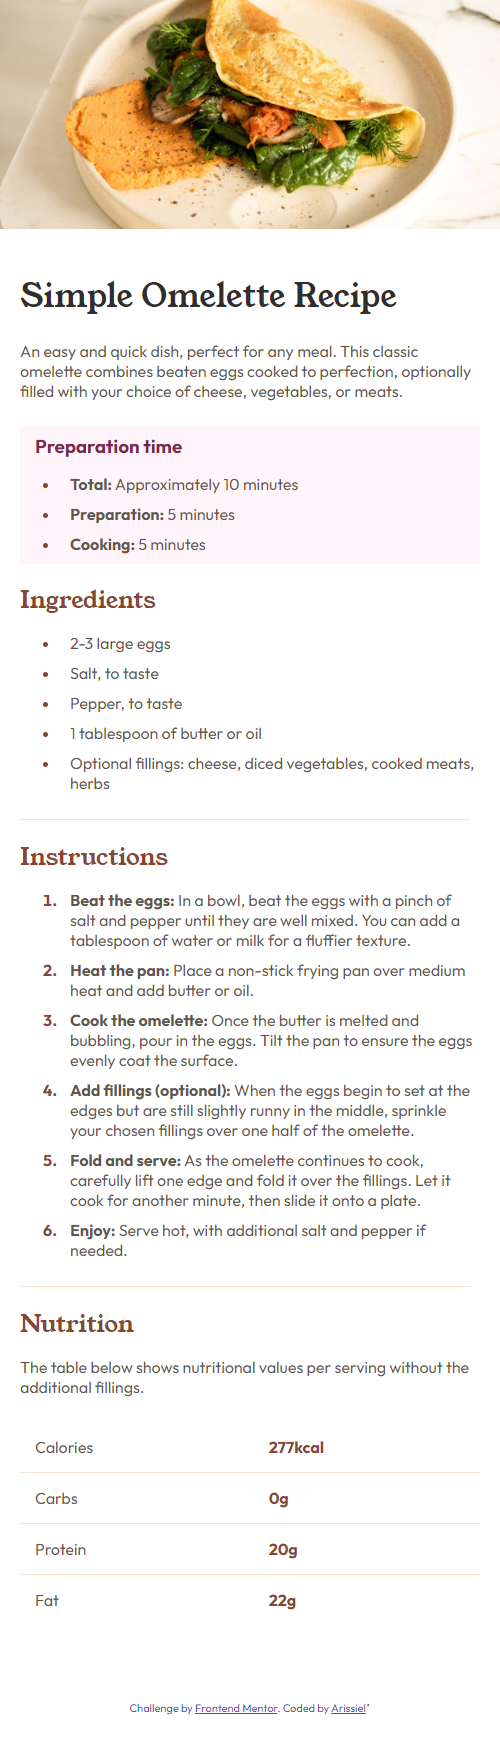 Simple Omelette Recipe
An easy and quick dish, perfect for any meal. This classic
omelette combines beaten eggs cooked to perfection, optionally
filled with your choice of cheese, vegetables, or meats.
Preparation time
• Total: Approximately 10 minutes
• Preparation: 5 minutes
• Cooking: 5 minutes
Ingredients
• 2-3 large eggs
• Salt, to taste
• Pepper, to taste
• 1 tablespoon of butter or oil
• Optional fillings: cheese, diced vegetables, cooked meats,
herbs
Instructions
1. Beat the eggs: In a bowl, beat the eggs with a pinch of
salt and pepper until they are well mixed. You can add a
tablespoon of water or milk for a fluffier texture.
2. Heat the pan: Place a non-stick frying pan over medium
heat and add butter or oil.
3. Cook the omelette: Once the butter is melted and
bubbling, pour in the eggs. Tilt the pan to ensure the eggs
evenly coat the surface.
4. Add fillings (optional): When the eggs begin to set at the
edges but are still slightly runny in the middle, sprinkle
your chosen fillings over one half of the omelette.
5. Fold and serve: As the omelette continues to cook,
carefully lift one edge and fold it over the fillings. Let it
cook for another minute, then slide it onto a plate.
6. Enjoy: Serve hot, with additional salt and pepper if
needed.
Nutrition
The table below shows nutritional values per serving without the
additional fillings.
Calories 277kcal
Carbs 0g
Protein 20g
Fat 22g
Challenge by Frontend Mentor. Coded by Arissiel*